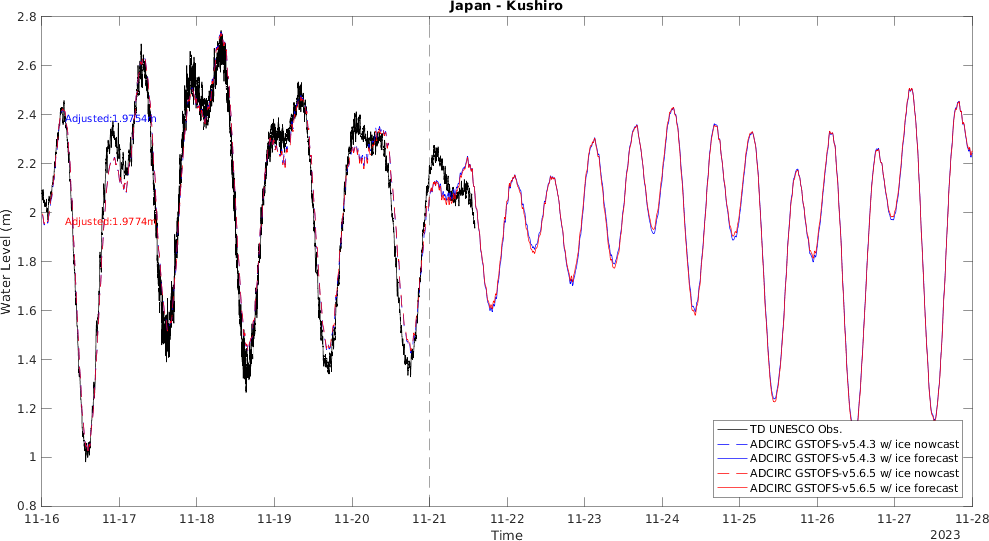 Japan - Kushiro
2.8
2.6
2.4
2.2
2
1.8
1.6
1.4
1.2
1
0.8
Water Level (m)
Adjusted:1.9754m
Adjusted:1.9774m
TD UNESCO Obs.
ADCIRC GSTOFS-v5.4.3 w/ ice nowcast
ADCIRC GSTOFS-v5.4.3 w/ ice forecast
ADCIRC GSTOFS-v5.6.5 w/ ice nowcast
ADCIRC GSTOFS-v5.6.5 w/ ice forecast
11-16 11-17 11-18 11-19 11-20 11-21 11-22 11-23 11-24 11-25 11-26 11-27 11-28
Time
2023